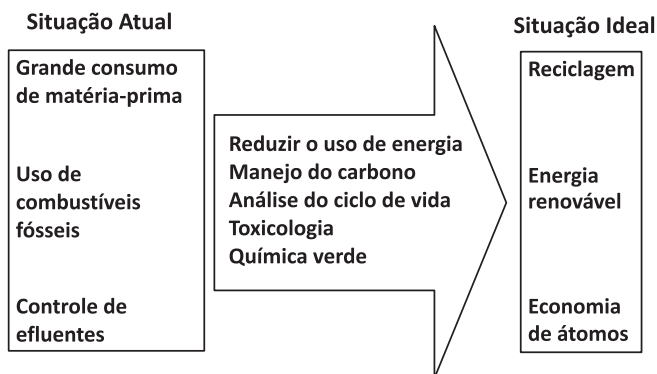 Situação Atual
Grande consumo
de matéria-prima
Uso de
combustíveis
fósseis
Controle de
efluentes
Reduzir o uso de energia
Manejo do carbono
Análise do ciclo de vida
Toxicologia
Química verde
Situação Ideal
Reciclagem
Energia
renovável
Economia
de átomos